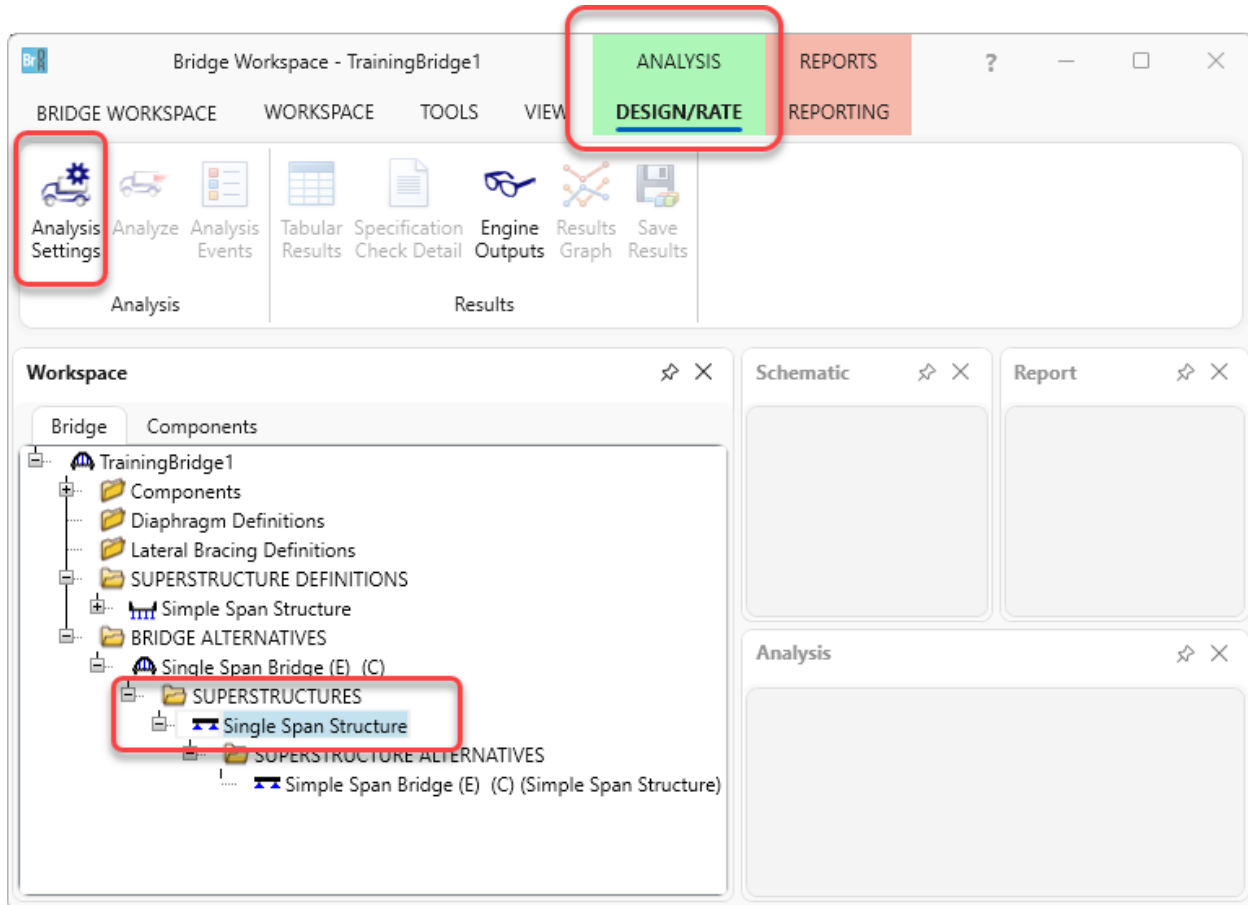 Br DR
Bridge Workspace - TrainingBridge1
ANALYSIS
REPORTS
?
BRIDGE WORKSPACE
WORKSPACE
TOOLS
VIEW
DESIGN/RATE
REPORTING
Analysis
Settings
Analyze
Analysis
Events
Tabular
Results
Specification
Check Detail
Engine
Outputs
Results
Graph
Save
Results
Analysis
Results
Workspace
Schematic
Report
Bridge
Components
TrainingBridge1
Components
Diaphragm Definitions
Lateral Bracing Definitions
SUPERSTRUCTURE DEFINITIONS
Simple Span Structure
BRIDGE ALTERNATIVES
Single Span Bridge (E) (C)
SUPERSTRUCTURES
Single Span Structure
SUPERSTRUCTURE ALTERNATIVES
Simple Span Bridge (E) (C) (Simple Span Structure)
Analysis